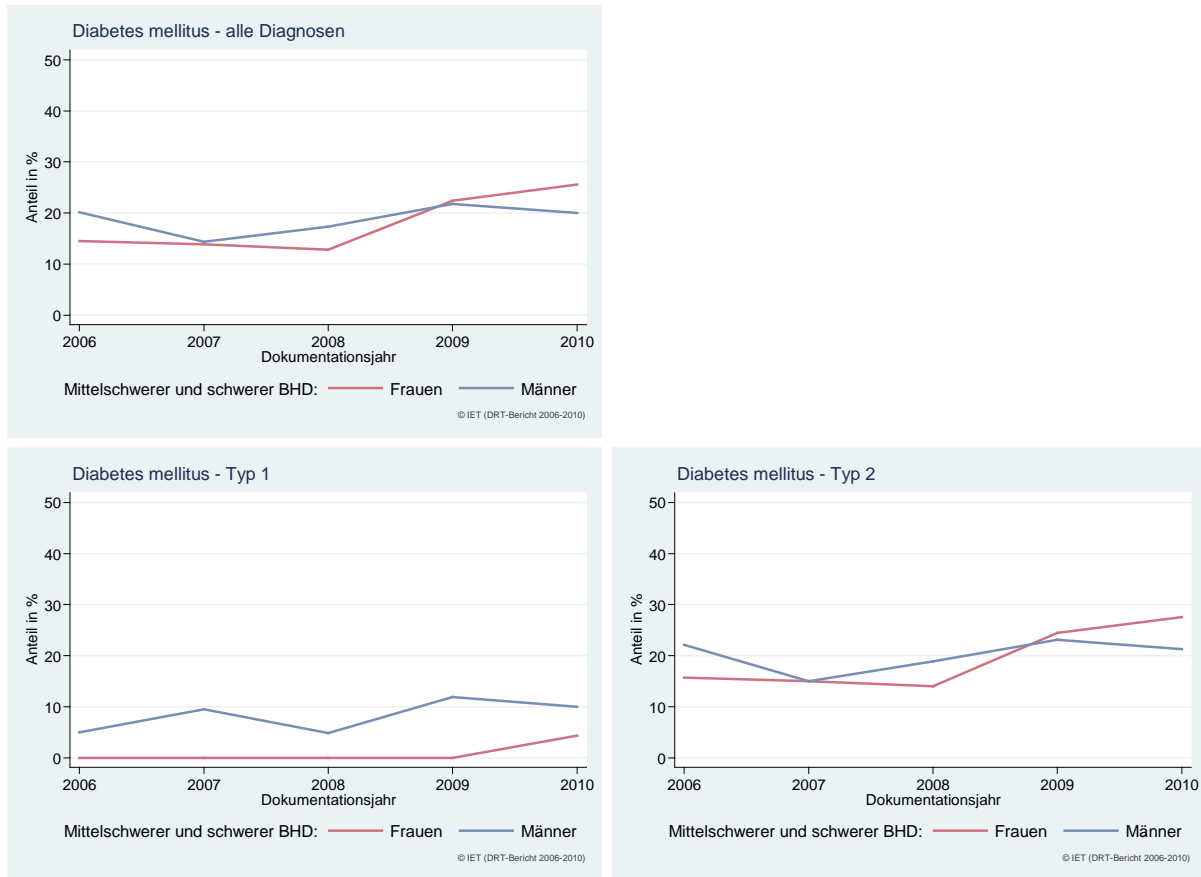 Diabetes mellitus - alle Diagnosen
50
40
30
20
10
0
Anteil in %
2006 2007 2008 2009 2010
Dokumentationsjahr
Mittelschwerer und schwerer BHD: Frauen Männer
© IET (DRT-Bericht 2006-2010)
Diabetes mellitus - Typ 1
50
40
30
20
10
0
Anteil in %
2006 2007 2008 2009 2010
Dokumentationsjahr
Mittelschwerer und schwerer BHD: Frauen Männer
© IET (DRT-Bericht 2006-2010)
Diabetes mellitus - Typ 2
50
40
30
20
10
0
Anteil in %
2006 2007 2008 2009 2010
Dokumentationsjahr
Mittelschwerer und schwerer BHD: Frauen Männer
© IET (DRT-Bericht 2006-2010)